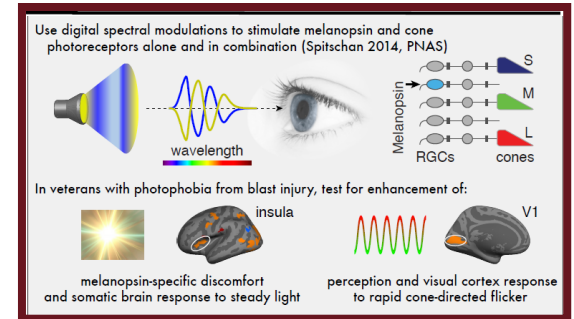 Use digital spectral modulations to stimulate melanopsin and cone
photoreceptors alone and in combination (Spitschan 2014, PNAS)
wavelength
Melanopsin
S
M
L
RGCs
cones
In veterans with photophobia from blast injury, test for enhancement of:
insula
V1
melanopsin-specific discomfort
and somatic brain response to steady light
perception and visual cortex response
to rapid cone-directed flicker